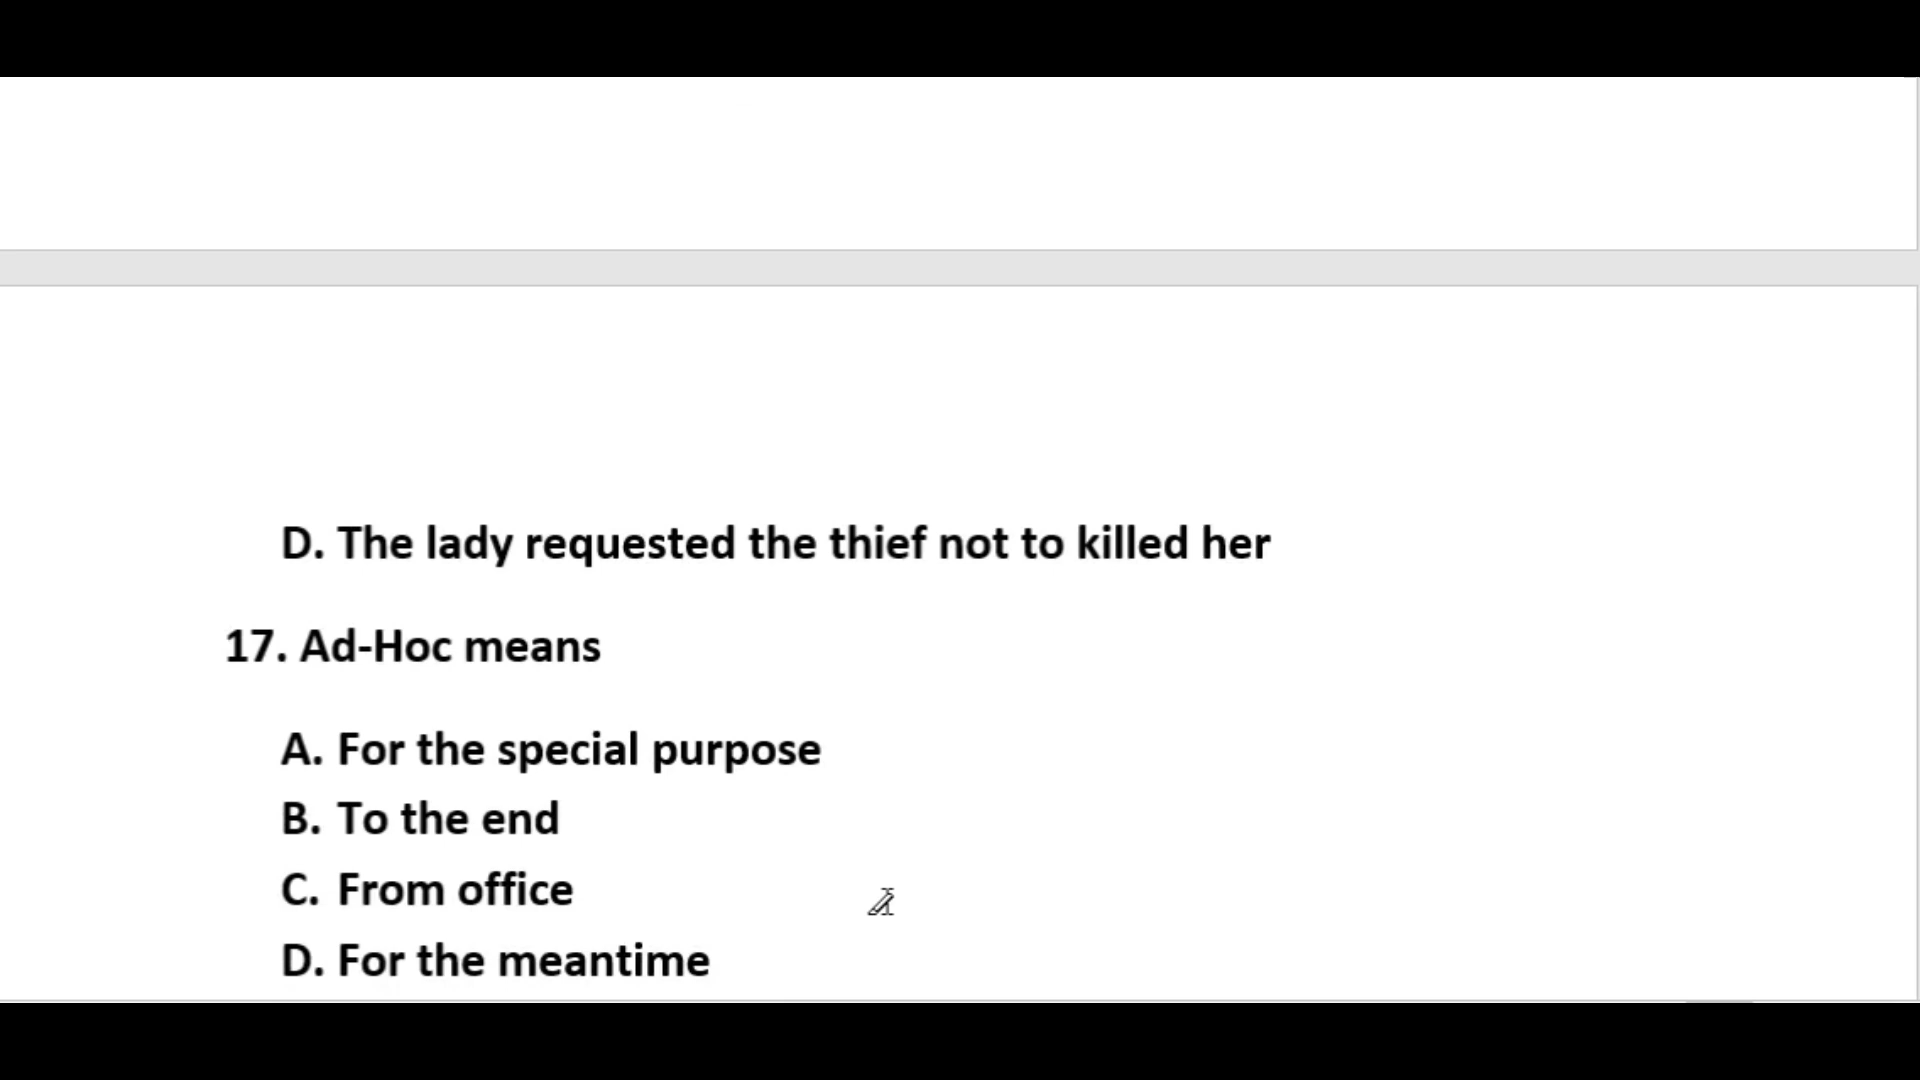 D. The lady requested the thief not to killed her
17. Ad-Hoc means
A. For the special purpose
B. To the end
C. From office
D. For the meantime